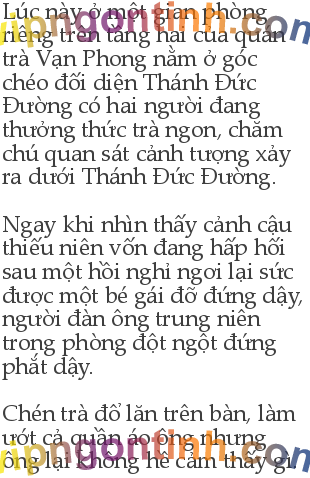 Lúc này ở một gian phòng
riêng trên tầng hai của quán
trà Vạn Phong nằm ở góc
chéo đối diện Thánh Đức
Đường có hai người đang
thưởng thức trà ngon, chăm
chú quan sát cảnh tượng xảy
ra dưới Thánh Đức Đường.
Ngay khi nhìn thấy cảnh cậu
thiếu niên vốn đang hấp hối
sau một hồi nghỉ ngơi lại sức
được một bé gái đỡ đứng dậy,
người đàn ông trung niên
trong phòng đột ngột đứng
phắt dậy.
Chén trà đổ lăn trên bàn, làm
ướt cả quần áo ông nhưng
ông lại không hề cảm thấy gì